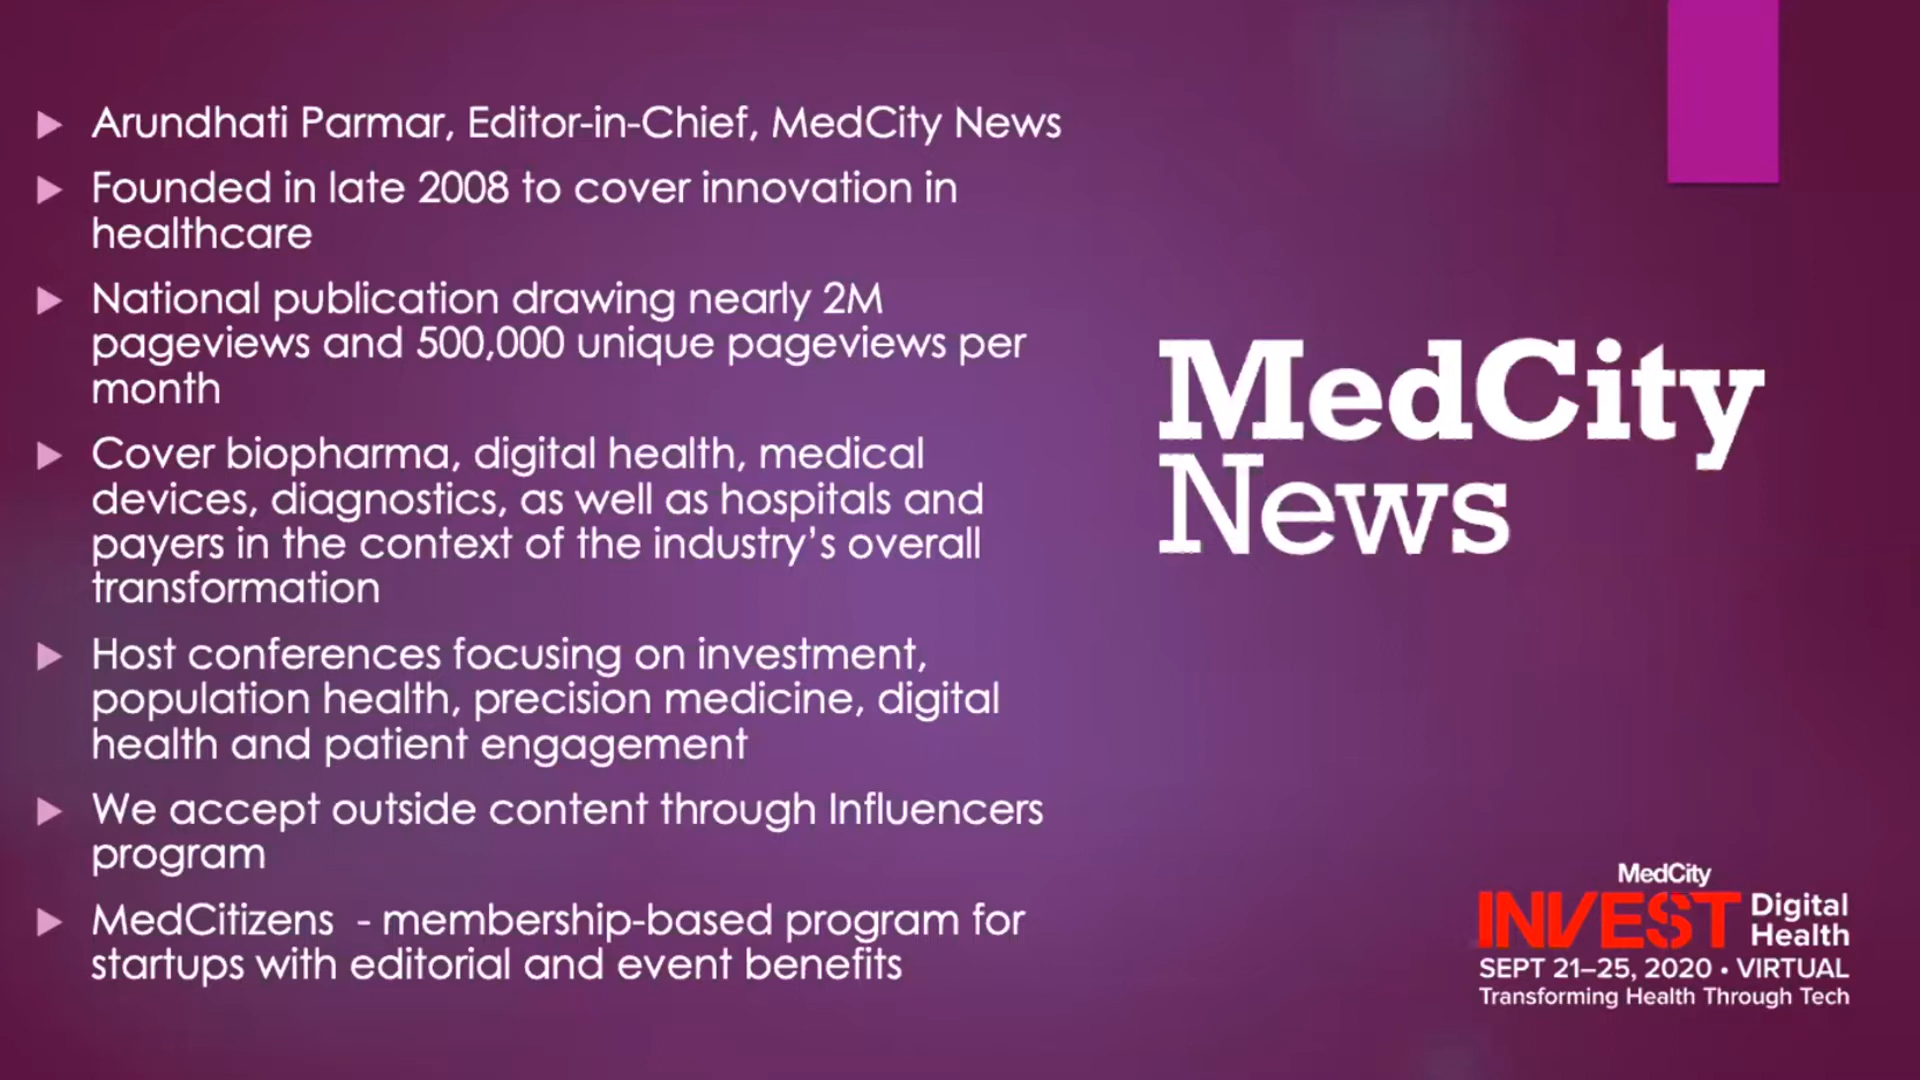 Arundhati Parmar, Editor-in-Chief, MedCity News
Founded in late 2008 to cover innovation in
healthcare
National publication drawing nearly 2M
pageviews and 500,000 unique pageviews per
month
Cover biopharma, digital health, medical
devices, diagnostics, as well as hospitals and
payers in the context of the industry’s overall
transformation
Host conferences focusing on investment,
population health, precision medicine, digital
health and patient engagement
We accept outside content through Influencers
program
MedCitizens - membership-based program for
startups with editorial and event benefits
MedCity
News
MedCity
INVEST Digital
Health
SEPT 21–25, 2020 • VIRTUAL
Transforming Health Through Tech